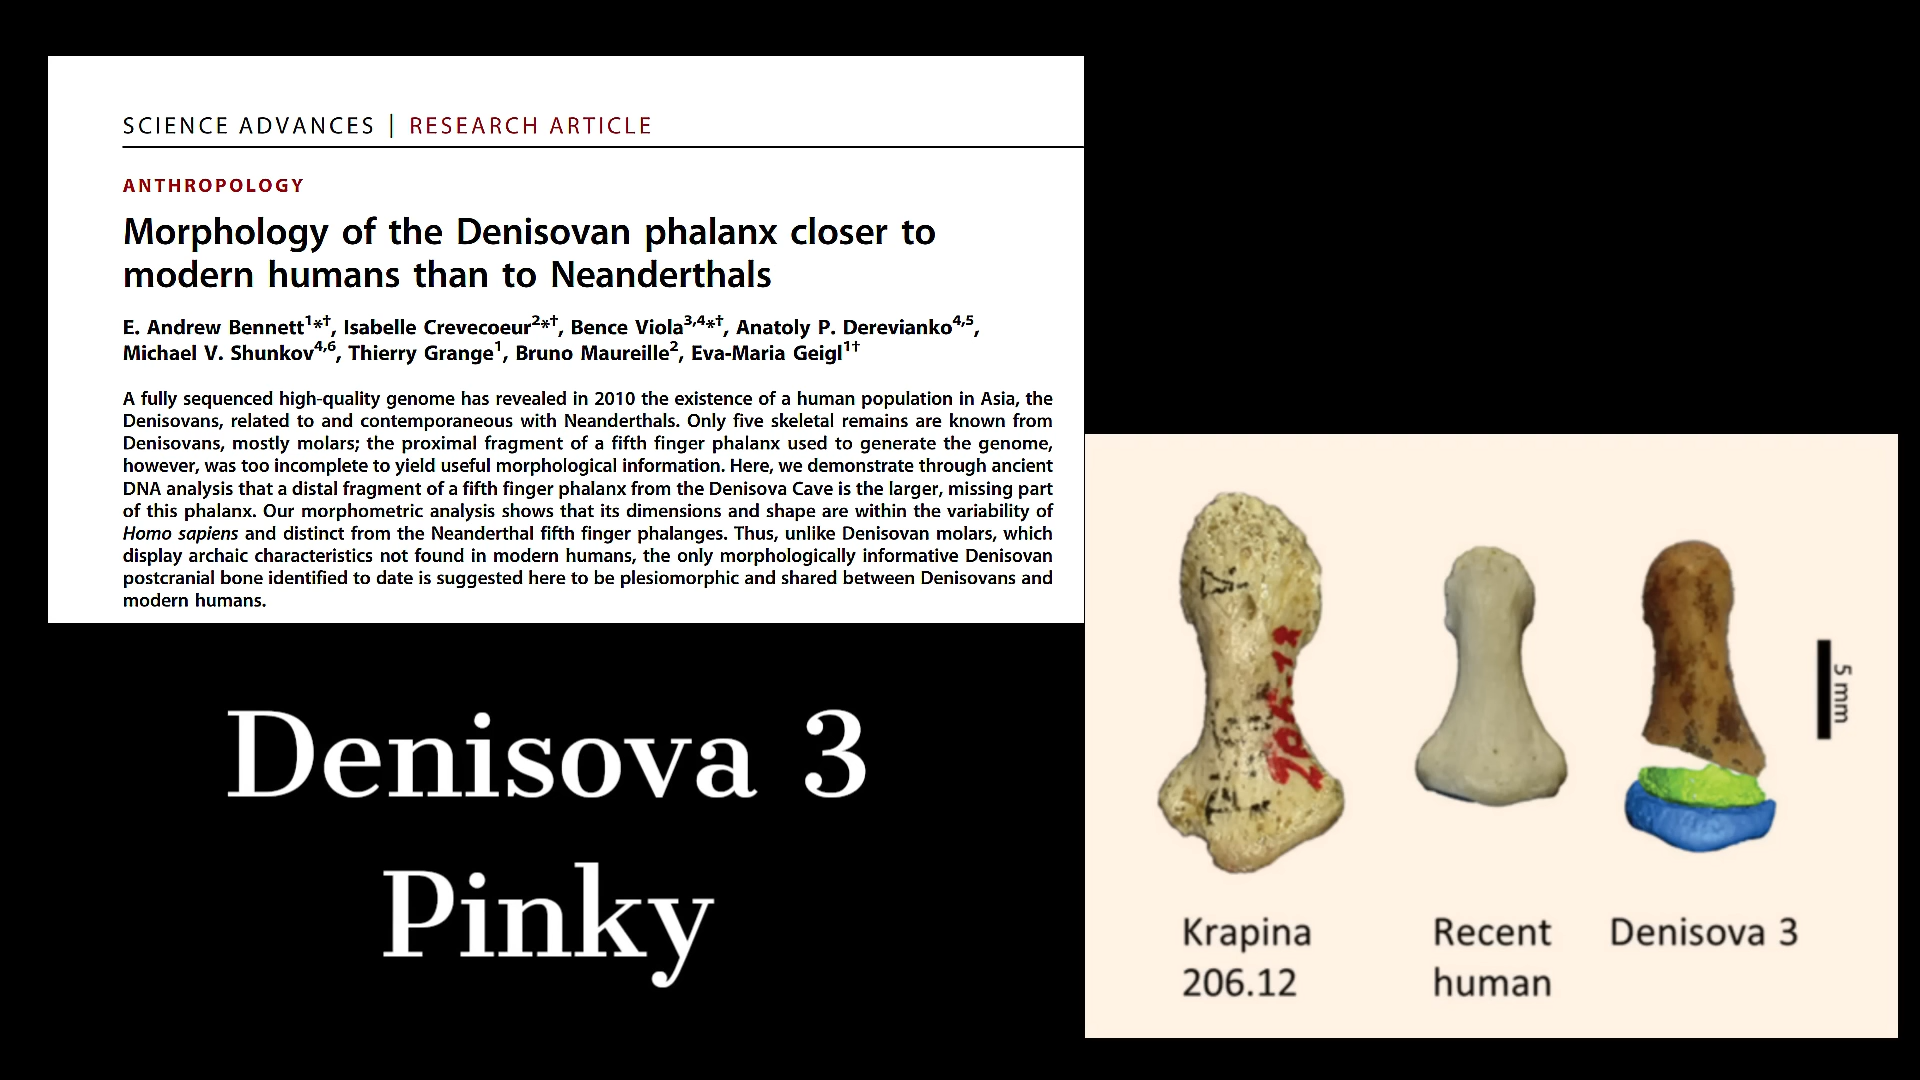 SCIENCE ADVANCES | RESEARCH ARTICLE
ANTHROPOLOGY
Morphology of the Denisovan phalanx closer to
modern humans than to Neanderthals
E. Andrew Bennett1*†, Isabelle Crevecoeur2*†, Bence Viola3,4*†, Anatoly P. Derevianko4,5,
Michael V. Shunkov4,6, Thierry Grange1, Bruno Maureille2, Eva-Maria Geigl1†
A fully sequenced high-quality genome has revealed in 2010 the existence of a human population in Asia, the
Denisovans, related to and contemporaneous with Neanderthals. Only five skeletal remains are known from
Denisovans, mostly molars; the proximal fragment of a fifth finger phalanx used to generate the genome,
however, was too incomplete to yield useful morphological information. Here, we demonstrate through ancient
DNA analysis that a distal fragment of a fifth finger phalanx from the Denisova Cave is the larger, missing part
of this phalanx. Our morphometric analysis shows that its dimensions and shape are within the variability of
Homo sapiens and distinct from the Neanderthal fifth finger phalanges. Thus, unlike Denisovan molars, which
display archaic characteristics not found in modern humans, the only morphologically informative Denisovan
postcranial bone identified to date is suggested here to be plesiomorphic and shared between Denisovans and
modern humans.
Denisova 3
Pinky
5 mm
Krapina
206.12
Recent
human
Denisova 3